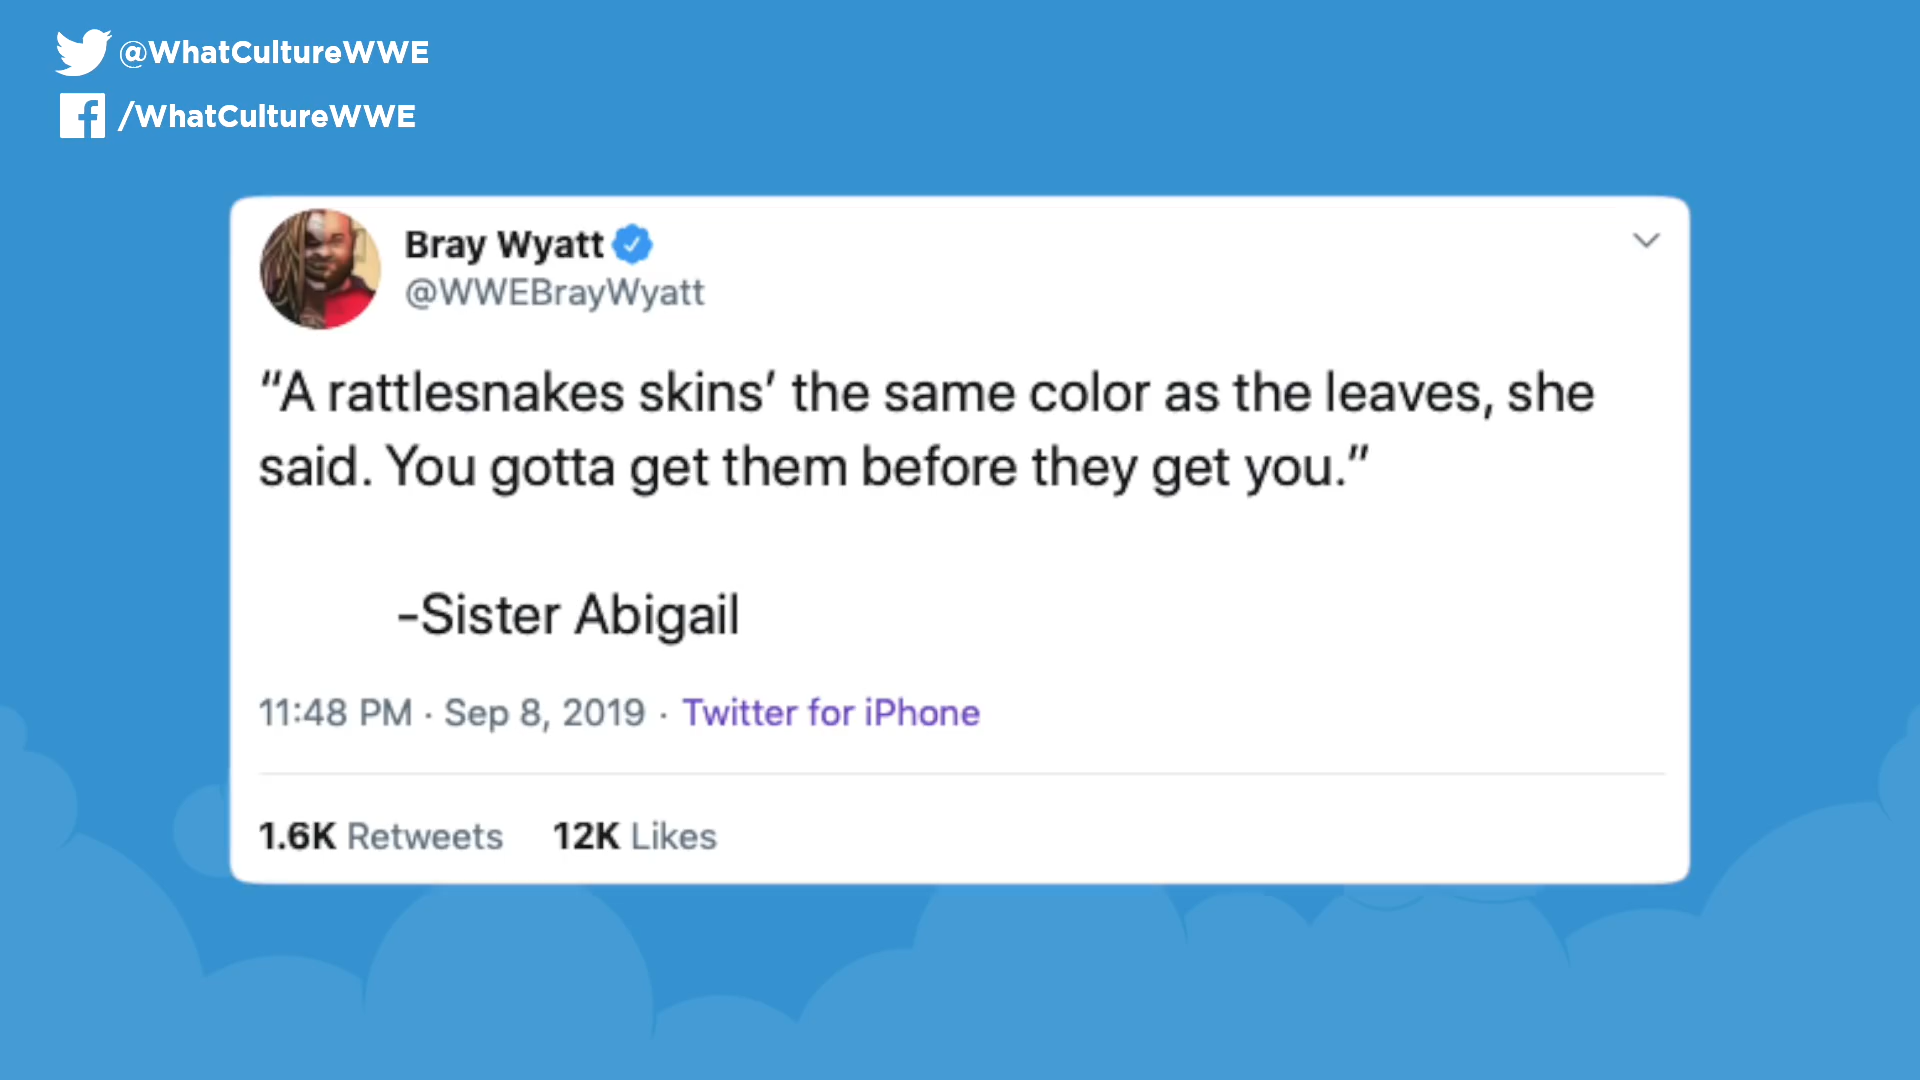 @WhatCultureWWE
/WhatCultureWWE
Bray Wyatt
@WWEBrayWyatt
“A rattlesnakes skins’ the same color as the leaves, she
said. You gotta get them before they get you.”
-Sister Abigail
11:48 PM · Sep 8, 2019 · Twitter for iPhone
1.6K Retweets 12K Likes